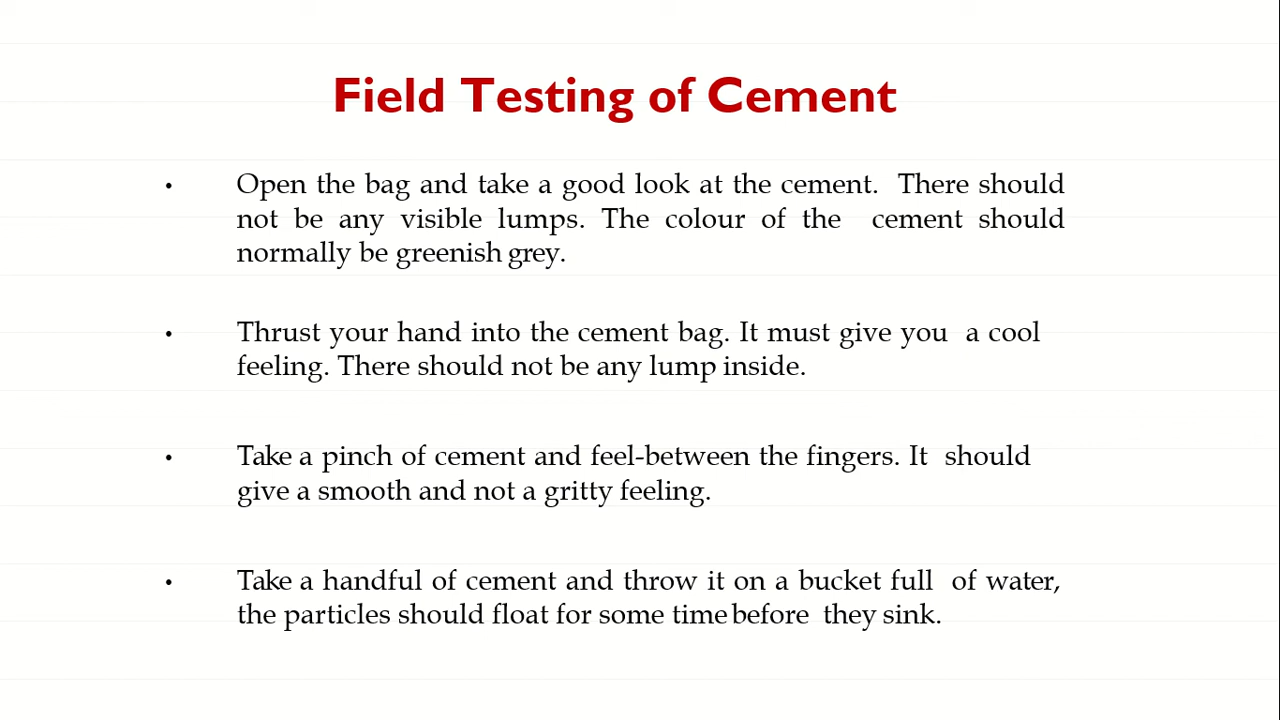 Field Testing of Cement
• Open the bag and take a good look at the cement. There should
not be any visible lumps. The colour of the cement should
normally be greenish grey.
• Thrust your hand into the cement bag. It must give you a cool
feeling. There should not be any lump inside.
• Take a pinch of cement and feel-between the fingers. It should
give a smooth and not a gritty feeling.
• Take a handful of cement and throw it on a bucket full of water,
the particles should float for some time before they sink.